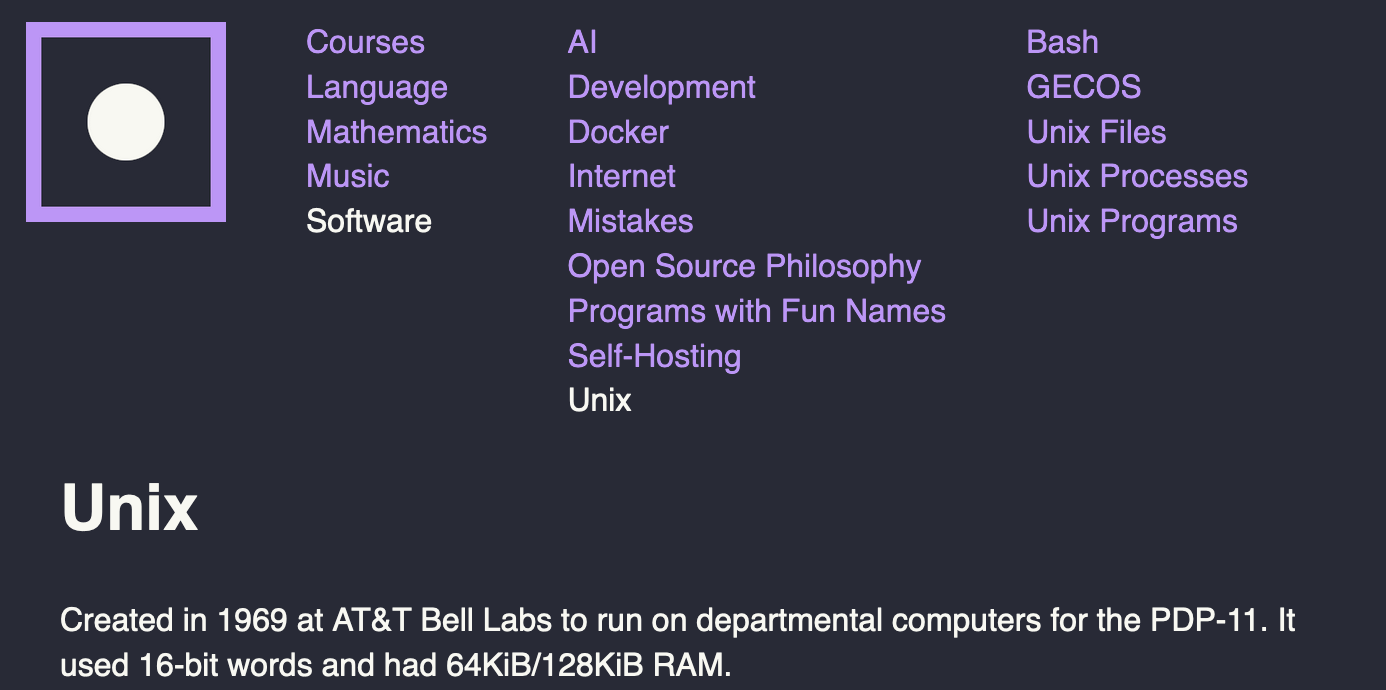 Courses
Language
Mathematics
Music
Software
AI
Development
Docker
Internet
Mistakes
Open Source Philosophy
Programs with Fun Names
Self-Hosting
Unix
Bash
GECOS
Unix Files
Unix Processes
Unix Programs
Unix
Created in 1969 at AT&T Bell Labs to run on departmental computers for the PDP-11. It
used 16-bit words and had 64KiB/128KiB RAM.